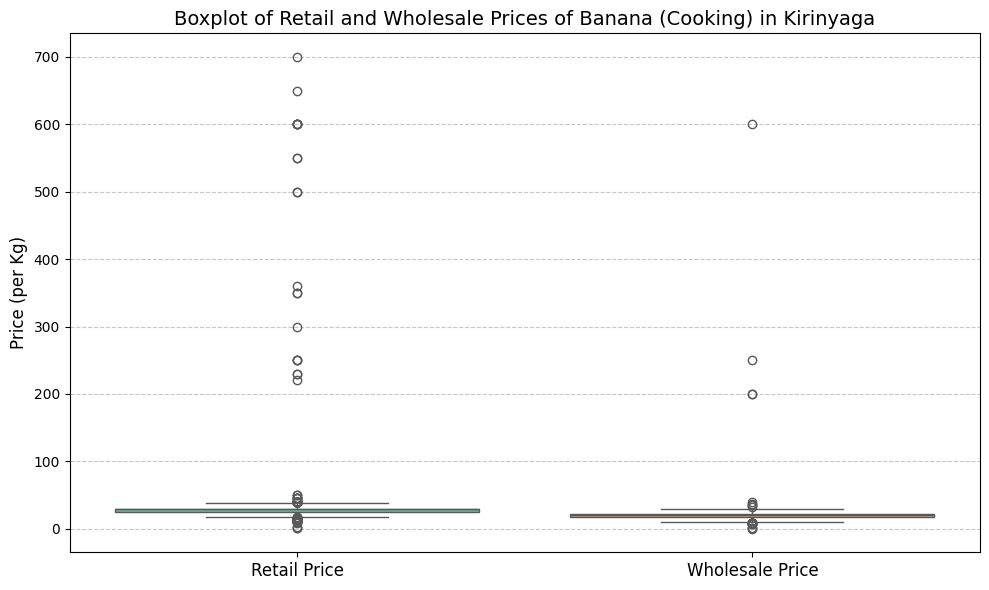 Boxplot of Retail and Wholesale Prices of Banana (Cooking) in Kirinyaga
Price (per Kg)
700
600
500
400
300
200
100
0
Retail Price
Wholesale Price